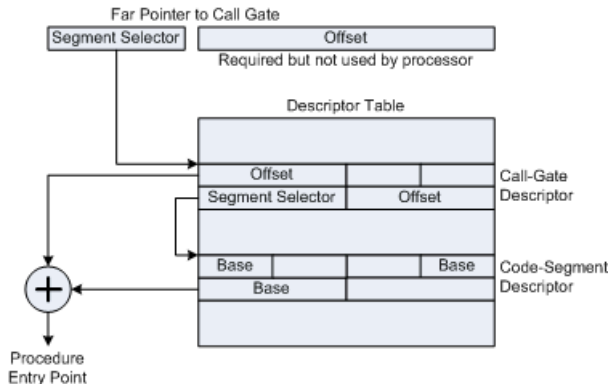 Far Pointer to Call Gate
Segment Selector
Offset
Required but not used by processor
Descriptor Table
Offset
Call-Gate
Segment Selector
Offset
Descriptor
Base
Base
Code-Segment
Base
Descriptor
Procedure
Entry Point